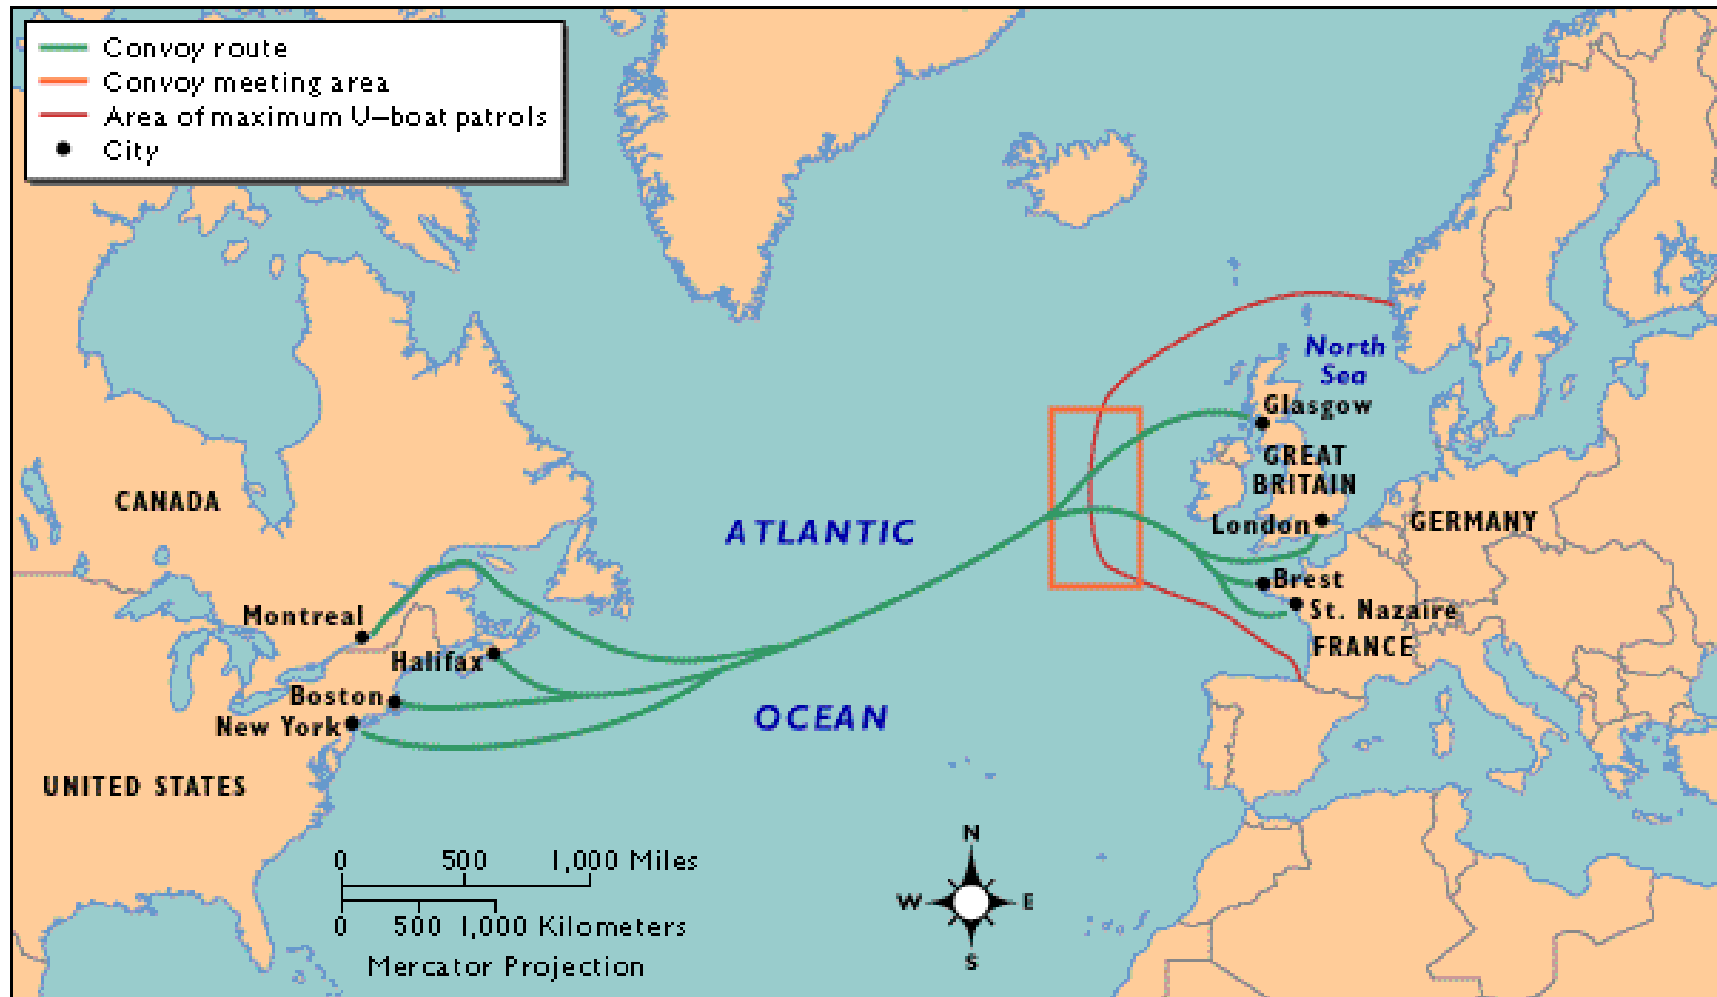 Convoy route
Convoy meeting area
Area of maximum U-boat patrols
City
North
Sea
Glasgow
GREAT
BRITAIN
CANADA
ATLANTIC
London
GERMANY
Brest
St. Nazaire
Montreal
FRANCE
Halifax
Boston
New York
OCEAN
UNITED STATES
N
W E
S
0 500 1,000 Miles
0 500 1,000 Kilometers
Mercator Projection